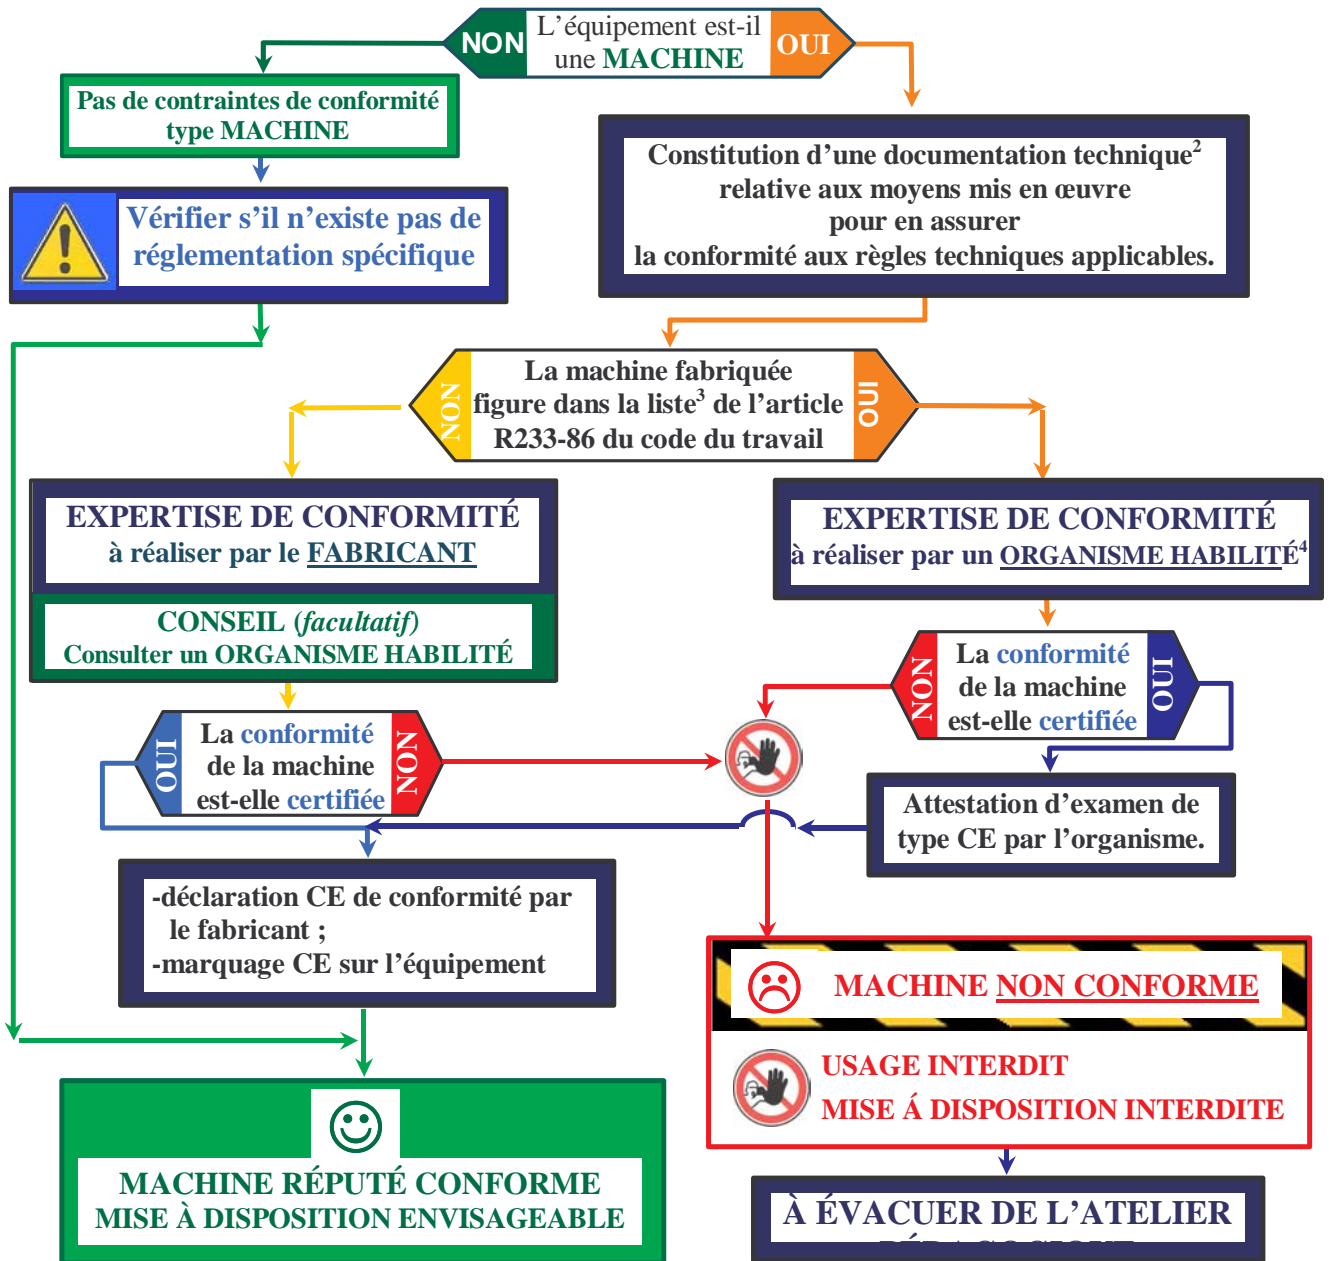 NON
L’équipement est-il
une MACHINE
OUI
Pas de contraintes de conformité
type MACHINE
Constitution d’une documentation technique²
relative aux moyens mis en œuvre
pour en assurer
la conformité aux règles techniques applicables.
Vérifier s’il n’existe pas de
réglementation spécifique
NON
La machine fabriquée
figure dans la liste³ de l’article
R233-86 du code du travail
OUI
EXPERTISE DE CONFORMITÉ
à réaliser par le FABRICANT
CONSEIL (facultatif)
Consulter un ORGANISME HABILITÉ
EXPERTISE DE CONFORMITÉ
à réaliser par un ORGANISME HABILITÉ⁴
NON
La conformité
de la machine
est-elle certifiée
OUI
OUI
La conformité
de la machine
est-elle certifiée
NON
Attestation d’examen de
type CE par l’organisme.
-déclaration CE de conformité par
le fabricant ;
-marquage CE sur l’équipement
MACHINE NON CONFORME
USAGE INTERDIT
MISE Á DISPOSITION INTERDITE
MACHINE RÉPUTÉ CONFORME
MISE À DISPOSITION ENVISAGEABLE
À ÉVACUER DE L’ATELIER